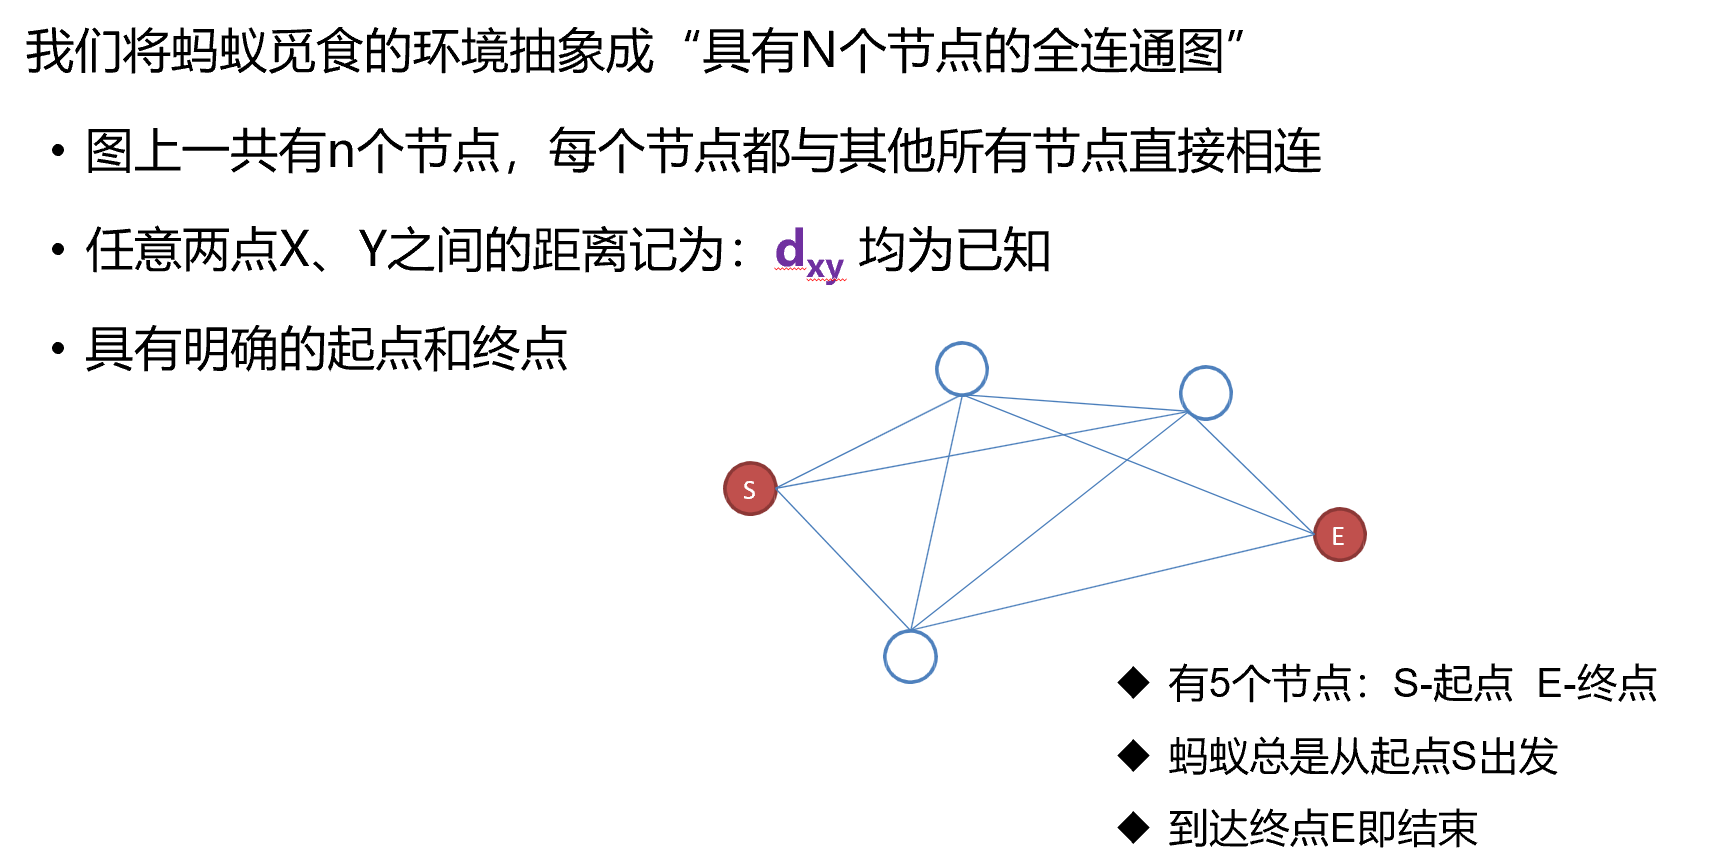 我们将蚂蚁觅食的环境抽象成“具有N个节点的全连通图”
• 图上一共有n个节点，每个节点都与其他所有节点直接相连
• 任意两点X、Y之间的距离记为：dxy 均为已知
• 具有明确的起点和终点
S
E
◆ 有5个节点：S-起点 E-终点
◆ 蚂蚁总是从起点S出发
◆ 到达终点E即结束